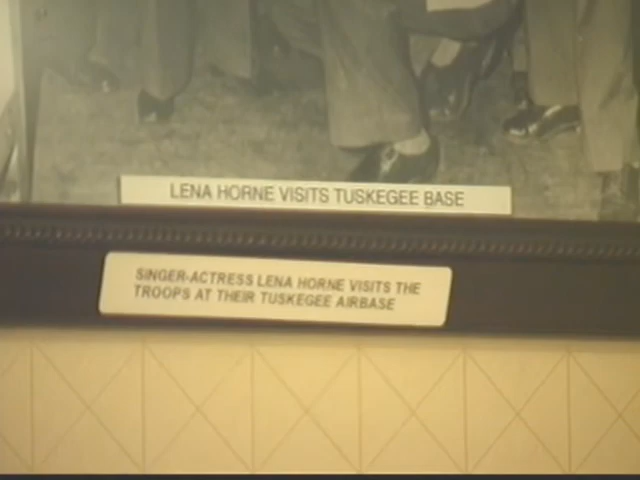 LENA HORNE VISITS TUSKEGEE BASE
SINGER-ACTRESS LENA HORNE VISITS THE
TROOPS AT THEIR TUSKEGEE AIRBASE